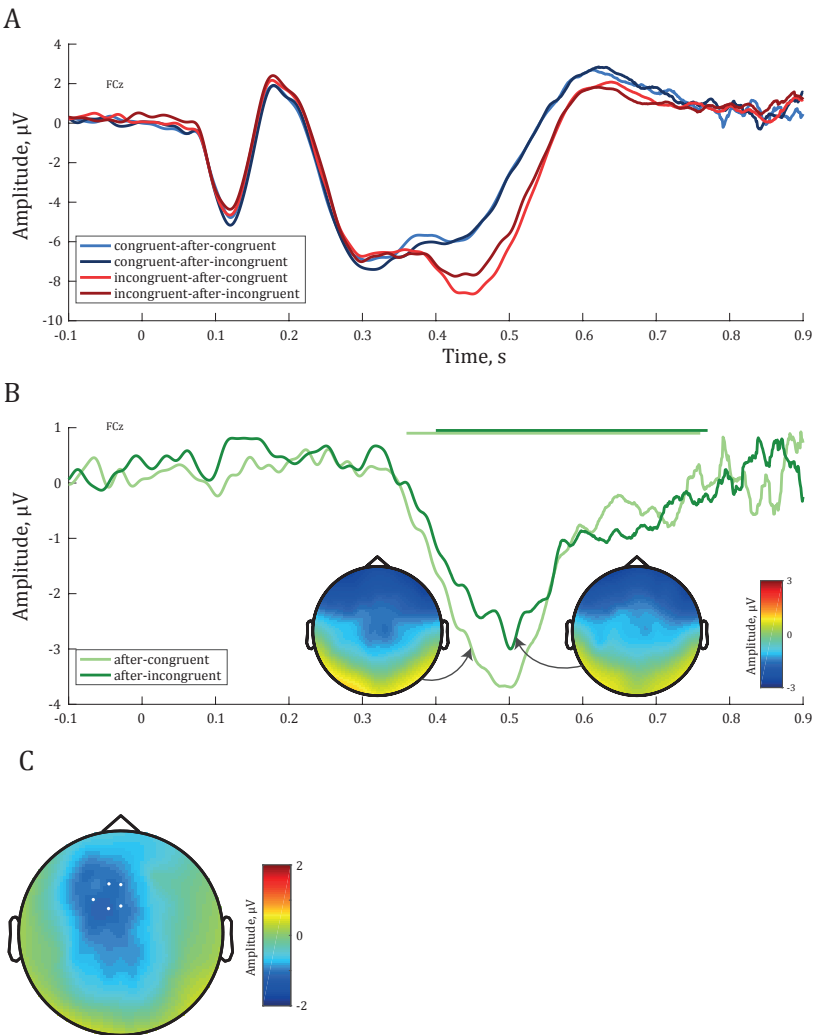 A
4
2
0
-2
-4
-6
-8
-10
Amplitude, μV
FCz
congruent-after-congruent
congruent-after-incongruent
incongruent-after-congruent
incongruent-after-incongruent
-0.1 0 0.1 0.2 0.3 0.4 0.5 0.6 0.7 0.8 0.9
Time, s
B
1
0
-1
-2
-3
-4
Amplitude, μV
FCz
after-congruent
after-incongruent
Amplitude, μV
3
0
-3
-0.1 0 0.1 0.2 0.3 0.4 0.5 0.6 0.7 0.8 0.9
C
Amplitude, μV
2
0
-2